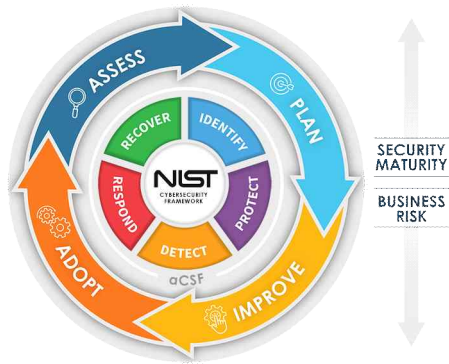 ASSESS
PLAN
IMPROVE
ADOPT
RECOVER
IDENTIFY
PROTECT
DETECT
RESPOND
NIST
CYBERSECURITY
FRAMEWORK
aCSF
SECURITY
MATURITY
BUSINESS
RISK